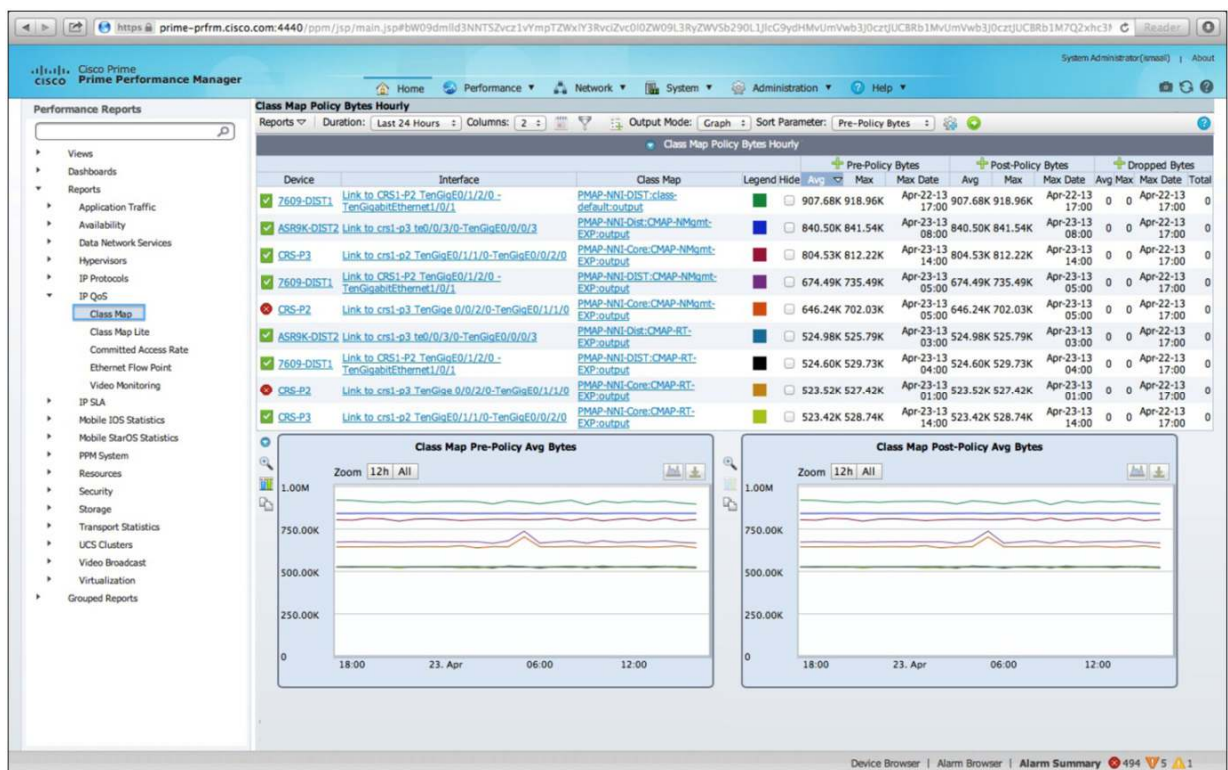 Reader
System Administrator(ismaail) | About
cisco
Cisco Prime
Prime Performance Manager
Home Performance Network System Administration Help
Performance Reports
Views
Dashboards
Reports
Application Traffic
Availability
Data Network Services
Hypervisors
IP Protocols
IP QoS
Class Map
Class Map Lite
Committed Access Rate
Ethernet Flow Point
Video Monitoring
IP SLA
Mobile IOS Statistics
Mobile StarOS Statistics
PPM System
Resources
Security
Storage
Transport Statistics
UCS Clusters
Video Broadcast
Virtualization
Grouped Reports
Class Map Policy Bytes Hourly
Reports Duration: Last 24 Hours Columns: 2 Output Mode: Graph Sort Parameter: Pre-Policy Bytes
Class Map Policy Bytes Hourly
Pre-Policy Bytes Post-Policy Bytes Dropped Bytes
Device Interface Class Map Legend Hide Avg Max Max Date Avg Max Max Date Avg Max Max Date Total
7609-DIST1 Link to CRS1-P2 TenGigE0/1/2/0 - TenGigabitEthernet1/0/1 PMAP-NNI-DIST:class-default:output 907.68K 918.96K Apr-22-13 17:00 907.68K 918.96K Apr-22-13 17:00 0 0 Apr-22-13 17:00 0
ASR9K-DIST2 Link to crs1-p3 te0/0/3/0-TenGigE0/0/0/3 PMAP-NNI-Dist:CMAP-NMgmt-EXP:output 840.50K 841.54K Apr-23-13 08:00 840.50K 841.54K Apr-23-13 08:00 0 0 Apr-22-13 17:00 0
CRS-P3 Link to crs1-p2 TenGigE0/1/1/0-TenGigE0/0/2/0 PMAP-NNI-Core:CMAP-NMgmt-EXP:output 804.53K 812.22K Apr-23-13 14:00 804.53K 812.22K Apr-23-13 14:00 0 0 Apr-22-13 17:00 0
7609-DIST1 Link to CRS1-P2 TenGigE0/1/2/0 - TenGigabitEthernet1/0/1 PMAP-NNI-DIST:CMAP-NMgmt-EXP:output 674.49K 735.49K Apr-23-13 05:00 674.49K 735.49K Apr-23-13 05:00 0 0 Apr-22-13 17:00 0
CRS-P2 Link to crs1-p3 TenGige 0/0/2/0-TenGigE0/1/1/0 PMAP-NNI-Core:CMAP-NMgmt-EXP:output 646.24K 702.03K Apr-23-13 05:00 646.24K 702.03K Apr-23-13 05:00 0 0 Apr-22-13 17:00 0
ASR9K-DIST2 Link to crs1-p3 te0/0/3/0-TenGigE0/0/0/3 PMAP-NNI-Dist:CMAP-RT-EXP:output 524.98K 525.79K Apr-23-13 03:00 524.98K 525.79K Apr-23-13 03:00 0 0 Apr-22-13 17:00 0
7609-DIST1 Link to CRS1-P2 TenGigE0/1/2/0 - TenGigabitEthernet1/0/1 PMAP-NNI-DIST:CMAP-RT-EXP:output 524.60K 529.73K Apr-23-13 04:00 524.60K 529.73K Apr-23-13 04:00 0 0 Apr-22-13 17:00 0
CRS-P2 Link to crs1-p3 TenGige 0/0/2/0-TenGigE0/1/1/0 PMAP-NNI-Core:CMAP-RT-EXP:output 523.52K 527.42K Apr-23-13 01:00 523.52K 527.42K Apr-23-13 01:00 0 0 Apr-22-13 17:00 0
CRS-P3 Link to crs1-p2 TenGigE0/1/1/0-TenGigE0/0/2/0 PMAP-NNI-Core:CMAP-RT-EXP:output 523.42K 528.74K Apr-23-13 14:00 523.42K 528.74K Apr-23-13 14:00 0 0 Apr-22-13 17:00 0
Class Map Pre-Policy Avg Bytes
Zoom 12h All
1.00M
750.00K
500.00K
250.00K
0
18:00 23. Apr 06:00 12:00
Class Map Post-Policy Avg Bytes
Zoom 12h All
1.00M
750.00K
500.00K
250.00K
0
18:00 23. Apr 06:00 12:00
Device Browser | Alarm Browser | Alarm Summary 494 5 1